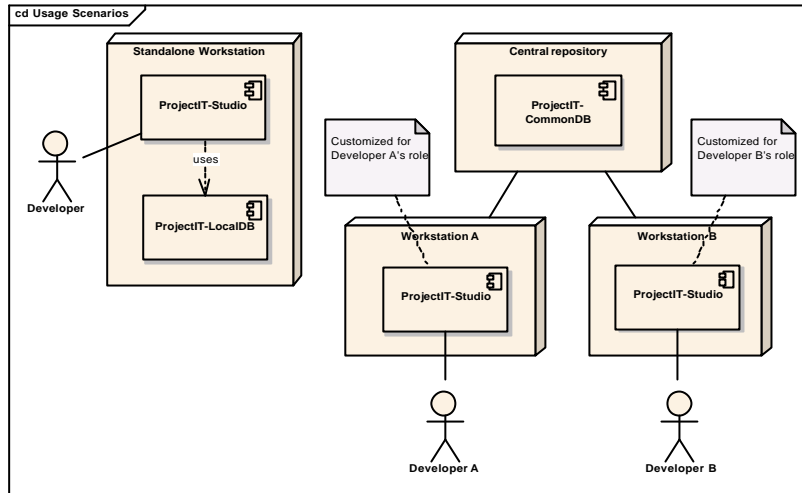 cd Usage Scenarios
Standalone Workstation
ProjectIT-Studio
uses
ProjectIT-LocalDB
Developer
Central repository
ProjectIT-
CommonDB
Customized for
Developer A's role
Customized for
Developer B's role
Workstation A
ProjectIT-Studio
Developer A
Workstation B
ProjectIT-Studio
Developer B